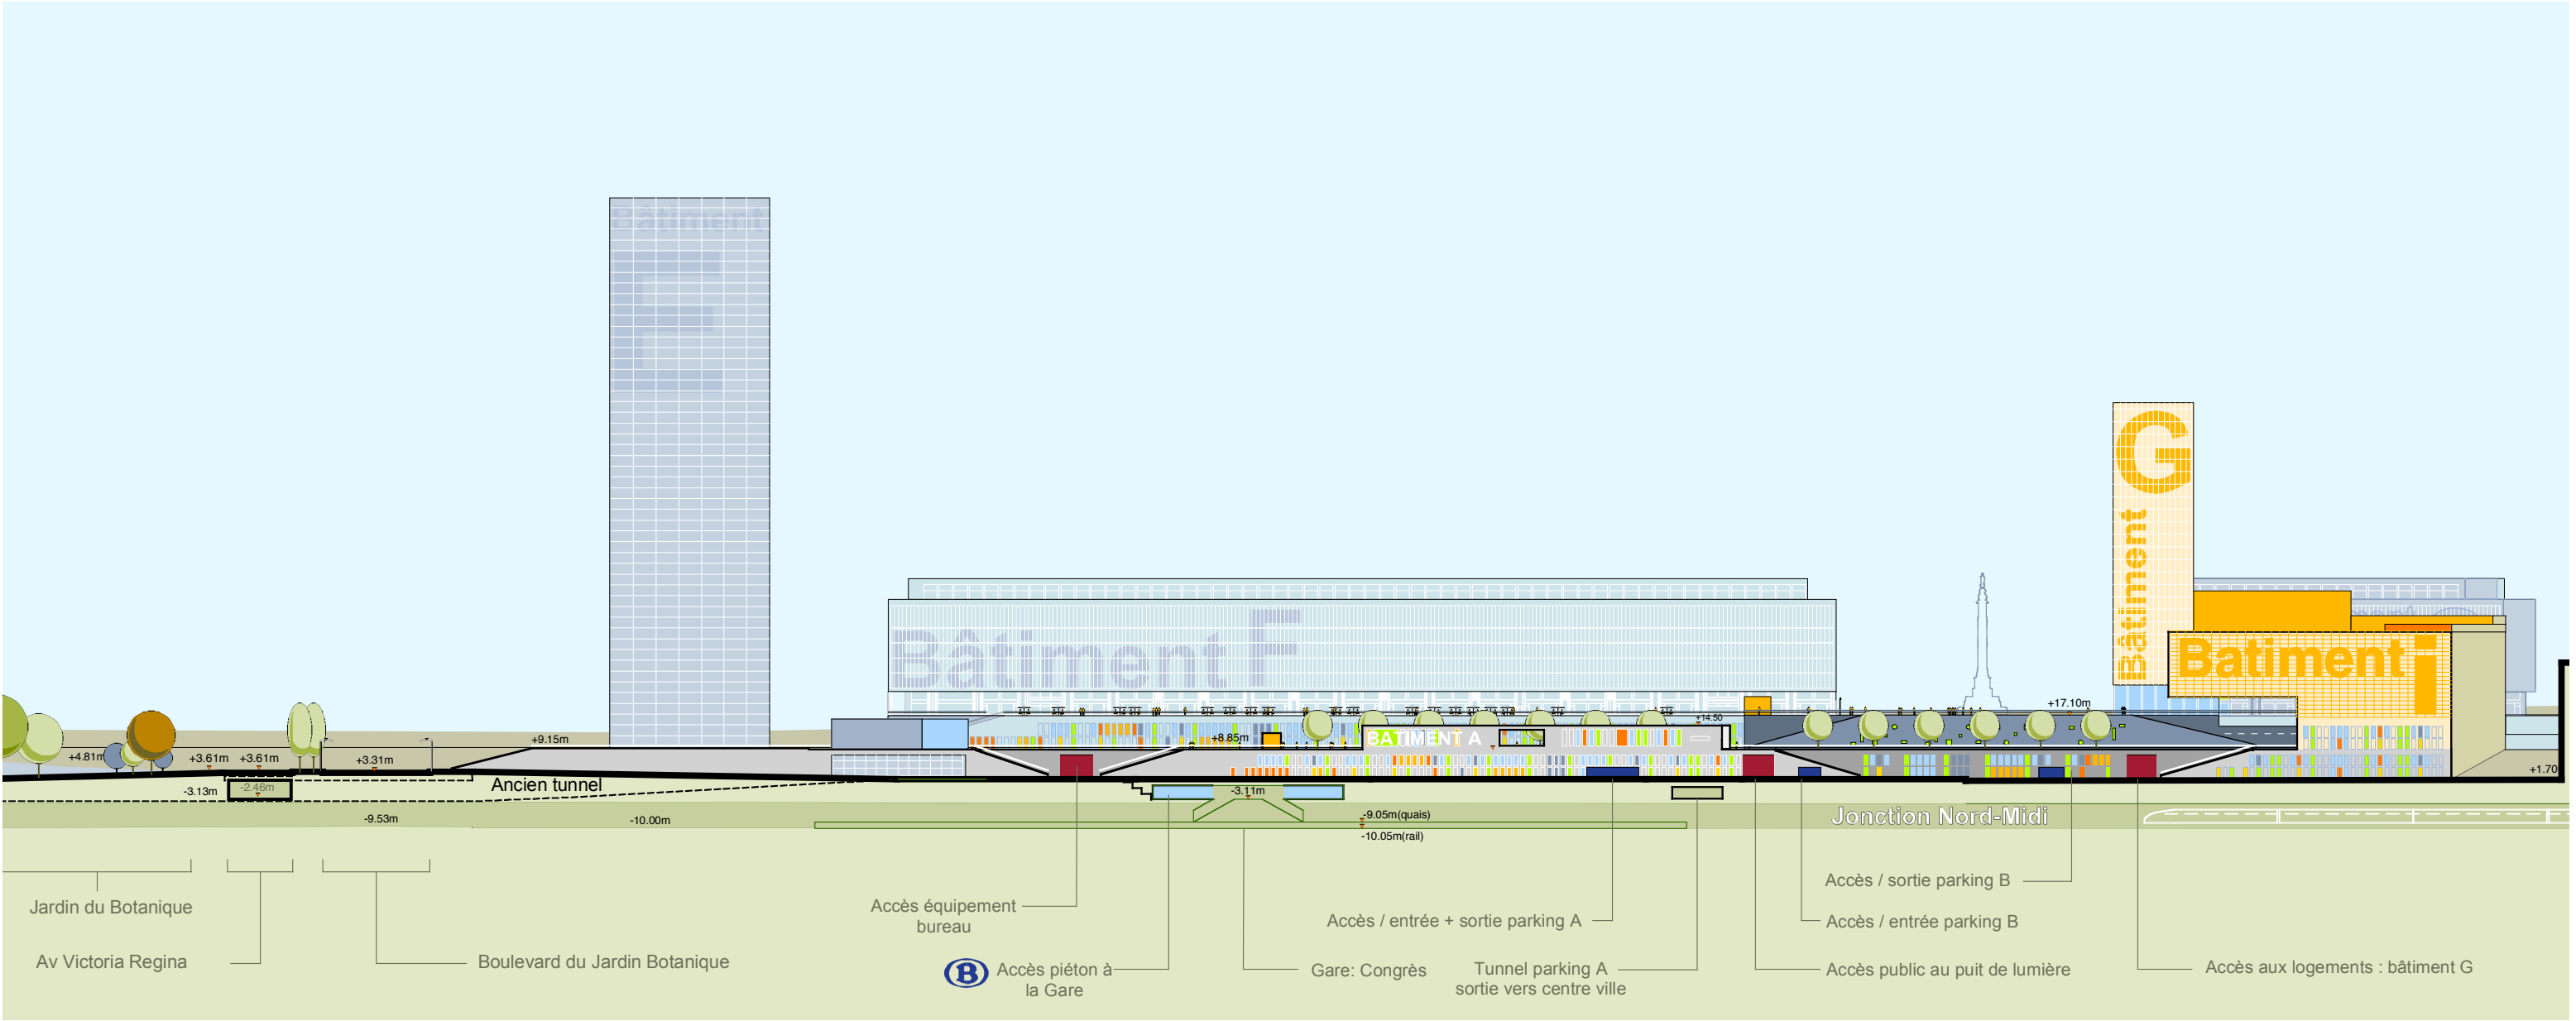 Bâtiment
F
G
Bâtiment
Bâtiment F
Batiment i
+17.10m
+14.50
+9.15m
+8.85m
BATIMENT A
+4.81m
+3.61m
+3.61m
+3.31m
+1.70
Ancien tunnel
-3.13m
-2.46m
-3.11m
-9.53m
-10.00m
-9.05m(quais)
-10.05m(rail)
Jonction Nord-Midi
Jardin du Botanique
Av Victoria Regina
Boulevard du Jardin Botanique
Accès équipement
bureau
B
Accès piéton à
la Gare
Gare: Congrès
Accès / entrée + sortie parking A
Tunnel parking A
sortie vers centre ville
Accès / sortie parking B
Accès / entrée parking B
Accès public au puit de lumière
Accès aux logements : bâtiment G